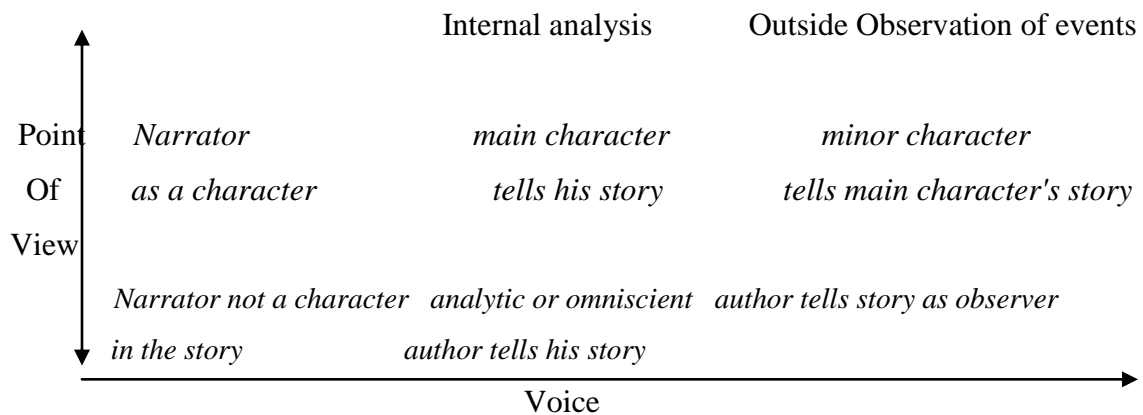 Internal analysis Outside Observation of events
Point Narrator main character minor character
Of as a character tells his story tells main character's story
View
Narrator not a character analytic or omniscient author tells story as observer
in the story author tells his story
Voice